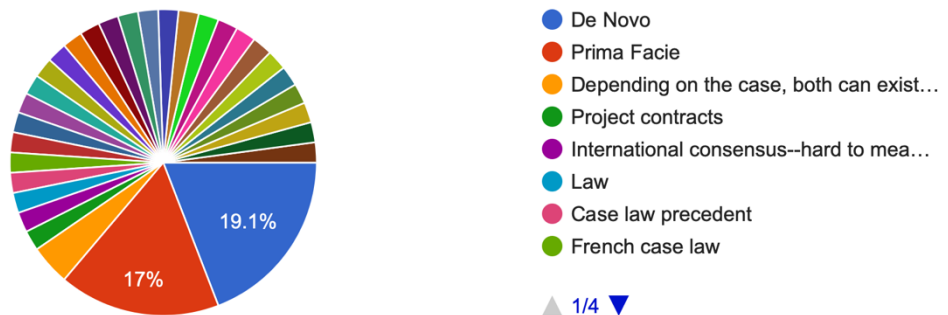 19.1%
17%
De Novo
Prima Facie
Depending on the case, both can exist…
Project contracts
International consensus--hard to mea…
Law
Case law precedent
French case law
1/4